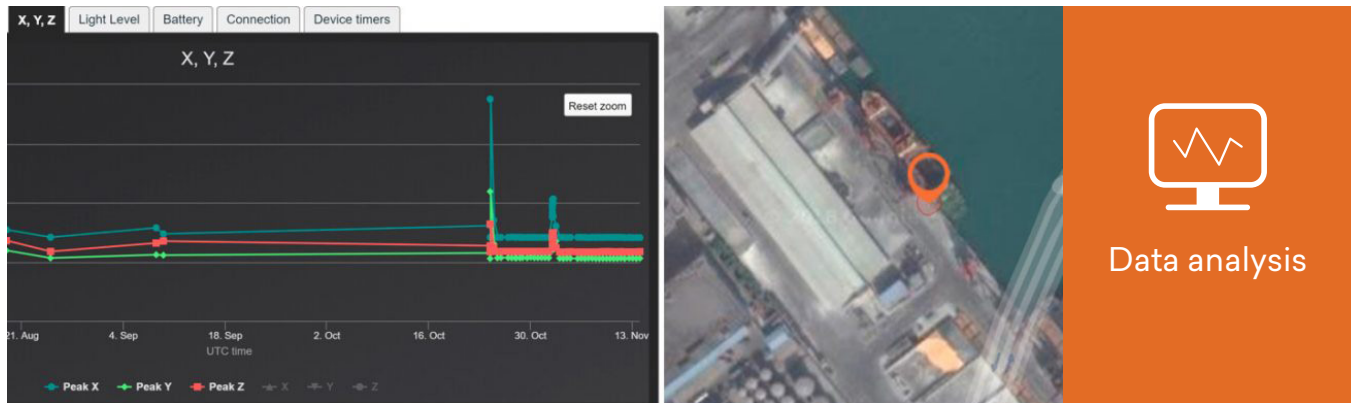 X, Y, Z
Light Level
Battery
Connection
Device timers
X, Y, Z
Reset zoom
21. Aug
4. Sep
18. Sep
2. Oct
16. Oct
30. Oct
13. Nov
UTC time
Peak X
Peak Y
Peak Z
X
Y
Z
Data analysis